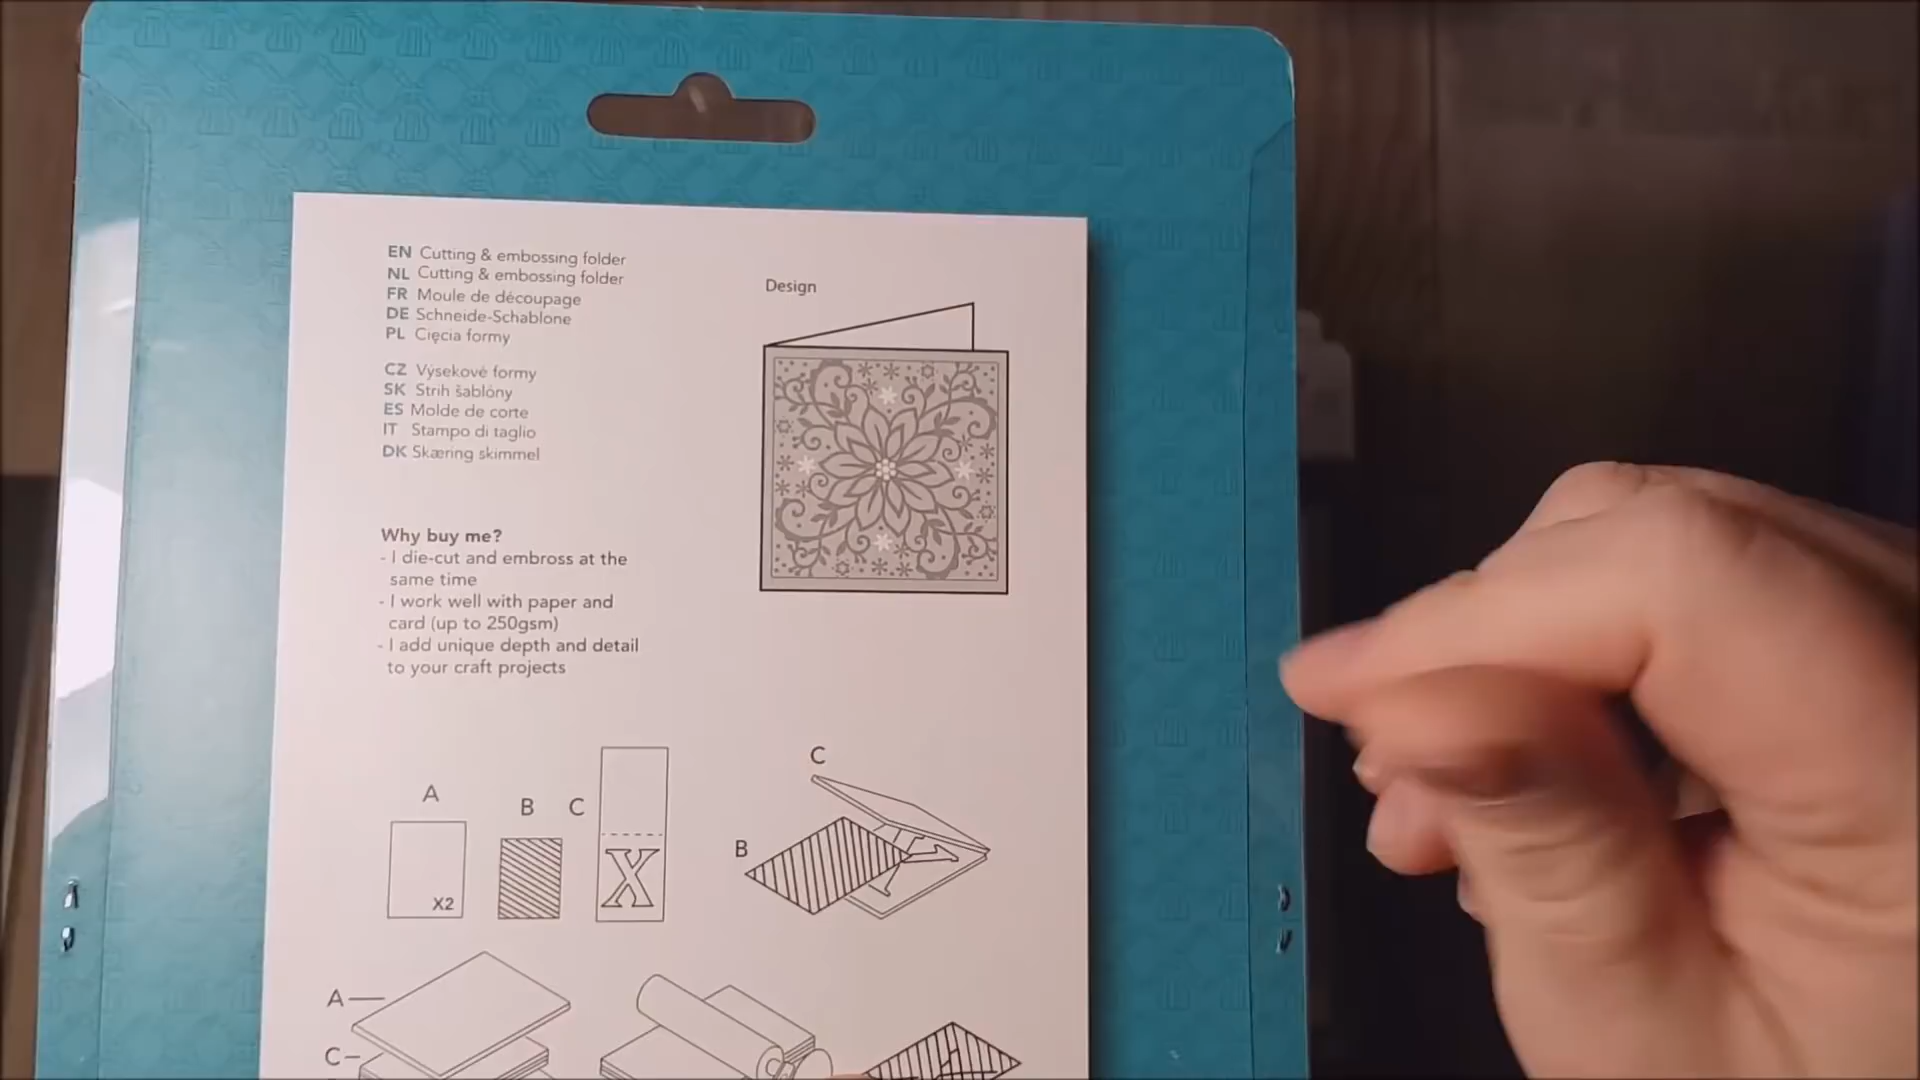 EN Cutting & embossing folder
NL Cutting & embossing folder
FR Moule de découpage
DE Schneide-Schablone
PL Cięcia formy
CZ Výsekové formy
SK Strih šablóny
ES Molde de corte
IT Stampo di taglio
DK Skæring skimmel
Design
Why buy me?
- I die-cut and embross at the
same time
- I work well with paper and
card (up to 250gsm)
- I add unique depth and detail
to your craft projects
A
X2
B
C
X
C
B
A
C